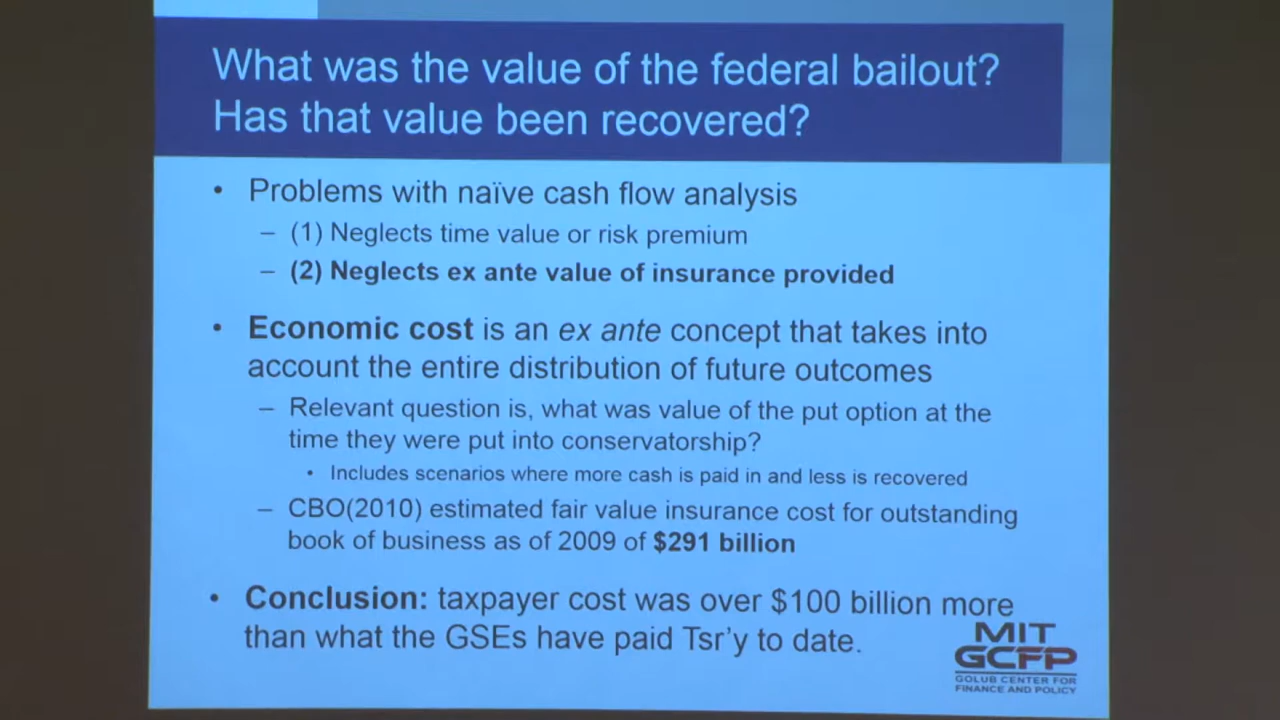 What was the value of the federal bailout?
Has that value been recovered?
• Problems with naïve cash flow analysis
– (1) Neglects time value or risk premium
– (2) Neglects ex ante value of insurance provided
• Economic cost is an ex ante concept that takes into
account the entire distribution of future outcomes
– Relevant question is, what was value of the put option at the
time they were put into conservatorship?
• Includes scenarios where more cash is paid in and less is recovered
– CBO(2010) estimated fair value insurance cost for outstanding
book of business as of 2009 of $291 billion
• Conclusion: taxpayer cost was over $100 billion more
than what the GSEs have paid Tsr'y to date.
MIT
GCFP
GOLUB CENTER FOR
FINANCE AND POLICY